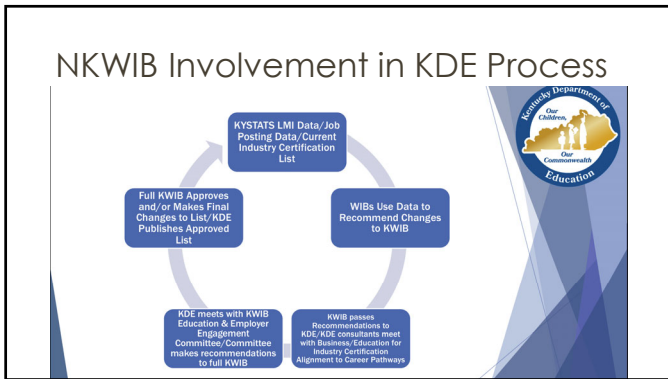 NKWIB Involvement in KDE Process
KYSTATS LMI Data/Job
Posting Data/Current
Industry Certification
List
WIBs Use Data to
Recommend Changes
to KWIB
KWIB passes
Recommendations to
KDE/KDE consultants meet
with Business/Education for
Industry Certification
Alignment to Career Pathways
KDE meets with KWIB
Education & Employer
Engagement
Committee/Committee
makes recommendations
to full KWIB
Full KWIB Approves
and/or Makes Final
Changes to List/KDE
Publishes Approved
List
Kentucky Department of
Our
Children,
Our
Commonwealth
Education